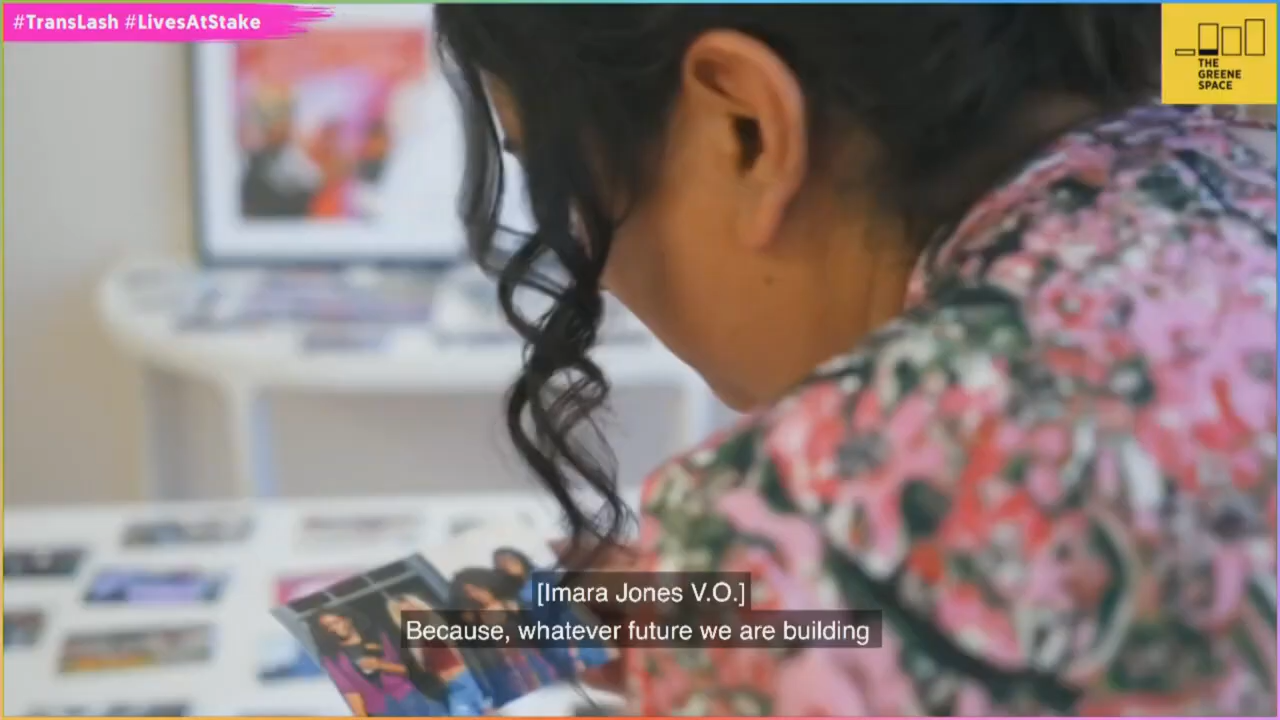 #TransLash #LivesAtStake
THE
GREENE
SPACE
[Imara Jones V.O.]
Because, whatever future we are building